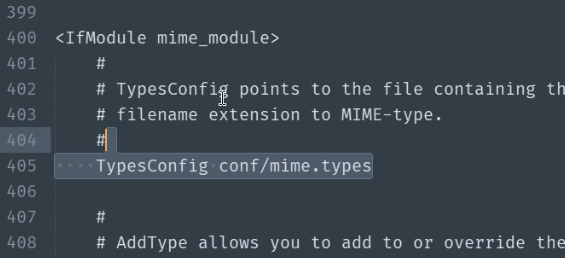 399
400 <IfModule mime_module>
401 #
402 # TypesConfig points to the file containing th
403 # filename extension to MIME-type.
404 #
405 TypesConfig conf/mime.types
406
407 #
408 # AddType allows you to add to or override the